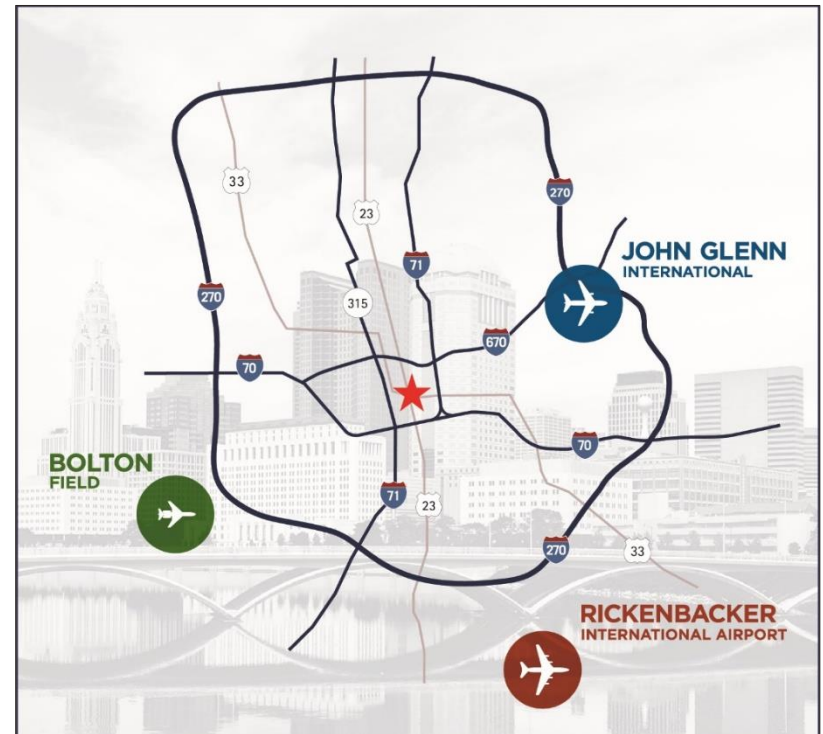 33
270
23
JOHN GLENN
INTERNATIONAL
71
270
315
670
70
70
BOLTON
FIELD
71
23
270
33
RICKENBACKER
INTERNATIONAL AIRPORT